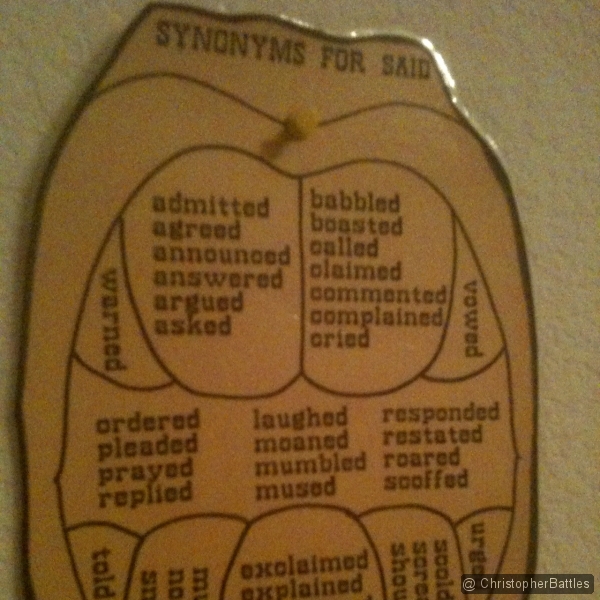 SYNONYMS FOR SAID
admitted
agreed
announced
answered
argued
asked
babbled
boasted
called
claimed
commented
complained
cried
warned
vowed
ordered
pleaded
prayed
replied
laughed
moaned
mumbled
mused
responded
restated
roared
scoffed
told
exclaimed
explained
@ ChristopherBattles